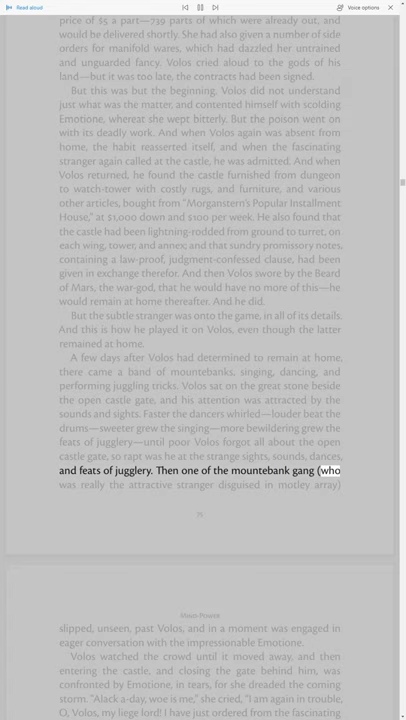 Read aloud
Voice options
price of $5 a part—739 parts of which were already out, and
would be delivered shortly. She had also given a number of side
orders for manifold wares, which had dazzled her untrained
and unguarded fancy. Volos cried aloud to the gods of his
land—but it was too late, the contracts had been signed.
But this was but the beginning. Volos did not understand
just what was the matter, and contented himself with scolding
Emotione, whereat she wept bitterly. But the poison went on
with its deadly work. And when Volos again was absent from
home, the habit reasserted itself, and when the fascinating
stranger again called at the castle, he was admitted. And when
Volos returned, he found the castle furnished from dungeon
to watch-tower with costly rugs, and furniture, and various
other articles, bought from "Morganstern's Popular Installment
House," at $1,000 down and $100 per week. He also found that
the castle had been lightning-rodded from ground to turret, on
each wing, tower, and annex; and that sundry promissory notes,
containing a law-proof, judgment-confessed clause, had been
given in exchange therefor. And then Volos swore by the Beard
of Mars, the war-god, that he would have no more of this—he
would remain at home thereafter. And he did.
But the subtle stranger was onto the game, in all of its details.
And this is how he played it on Volos, even though the latter
remained at home.
A few days after Volos had determined to remain at home,
there came a band of mountebanks, singing, dancing, and
performing juggling tricks. Volos sat on the great stone beside
the open castle gate, and his attention was attracted by the
sounds and sights. Faster the dancers whirled—louder beat the
drums—sweeter grew the singing—more bewildering grew the
feats of jugglery—until poor Volos forgot all about the open
castle gate, so rapt was he at the strange sights, sounds, dances,
and feats of jugglery. Then one of the mountebank gang (who
was really the attractive stranger disguised in motley array)
slipped, unseen, past Volos, and in a moment was engaged in
eager conversation with the impressionable Emotione.
Volos watched the crowd until it moved away, and then
entering the castle, and closing the gate behind him, was
confronted by Emotione, in tears, for she dreaded the coming
storm. "Alack a-day, woe is me," she cried, "I am again in trouble,
O, Volos, my liege lord! I have just ordered from the fascinating